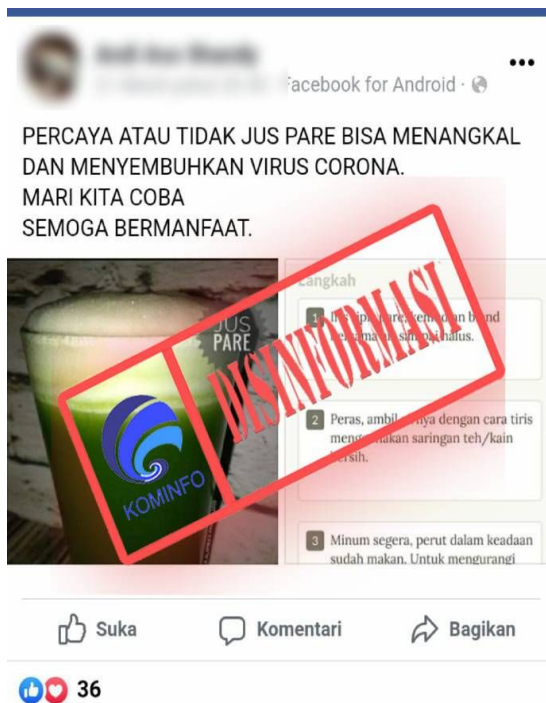 Facebook for Android
PERCAYA ATAU TIDAK JUS PARE BISA MENANGKAL
DAN MENYEMBUHKAN VIRUS CORONA.
MARI KITA COBA
SEMOGA BERMANFAAT.
JUS
PARE
Langkah
DISINFORMASI
KOMINFO
1
halus.
2 Peras, ambil dengan cara tiris
saringan teh/kain
3 Minum segera, perut dalam keadaan
sudah makan. Untuk mengurangi
Suka Komentari Bagikan
36